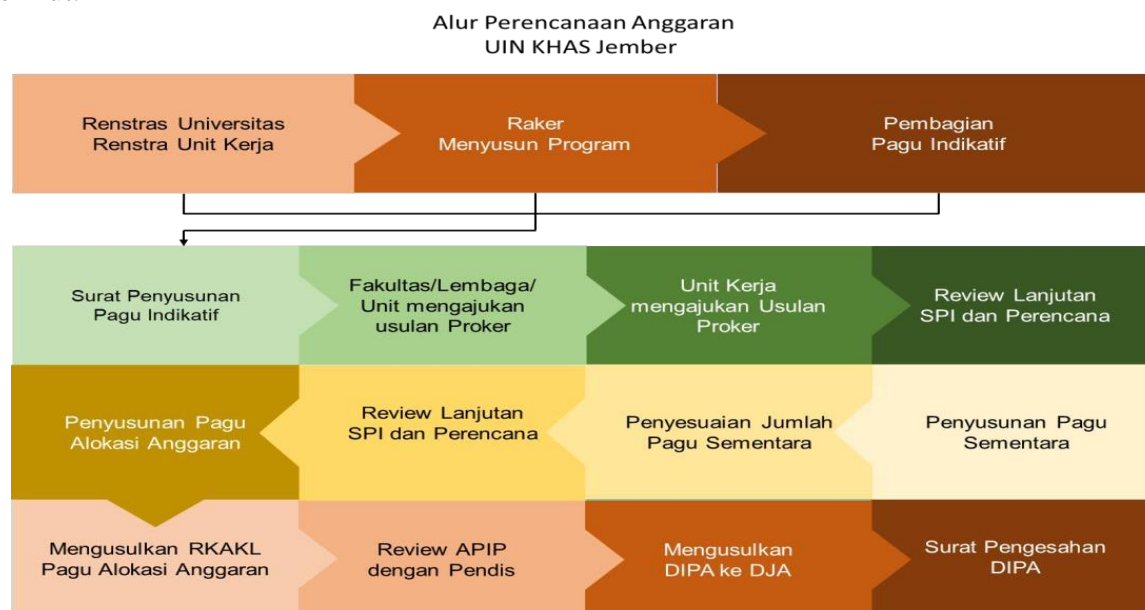 Alur Perencanaan Anggaran
UIN KHAS Jember
Renstras Universitas
Renstra Unit Kerja
Raker
Menyusun Program
Pembagian
Pagu Indikatif
Surat Penyusunan
Pagu Indikatif
Fakultas/Lembaga/
Unit mengajukan
usulan Proker
Unit Kerja
mengajukan Usulan
Proker
Review Lanjutan
SPI dan Perencana
Penyusunan Pagu
Alokasi Anggaran
Review Lanjutan
SPI dan Perencana
Penyesuaian Jumlah
Pagu Sementara
Penyusunan Pagu
Sementara
Mengusulkan RKAKL
Pagu Alokasi Anggaran
Review APIP
dengan Pendis
Mengusulkan
DIPA ke DJA
Surat Pengesahan
DIPA